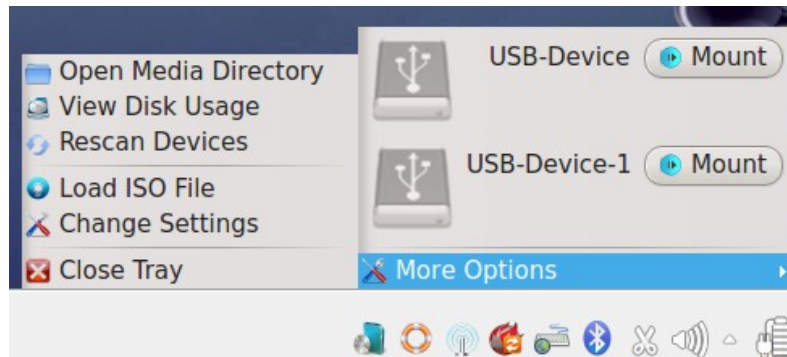 Open Media Directory
View Disk Usage
Rescan Devices
Load ISO File
Change Settings
Close Tray
USB-Device Mount
USB-Device-1 Mount
More Options